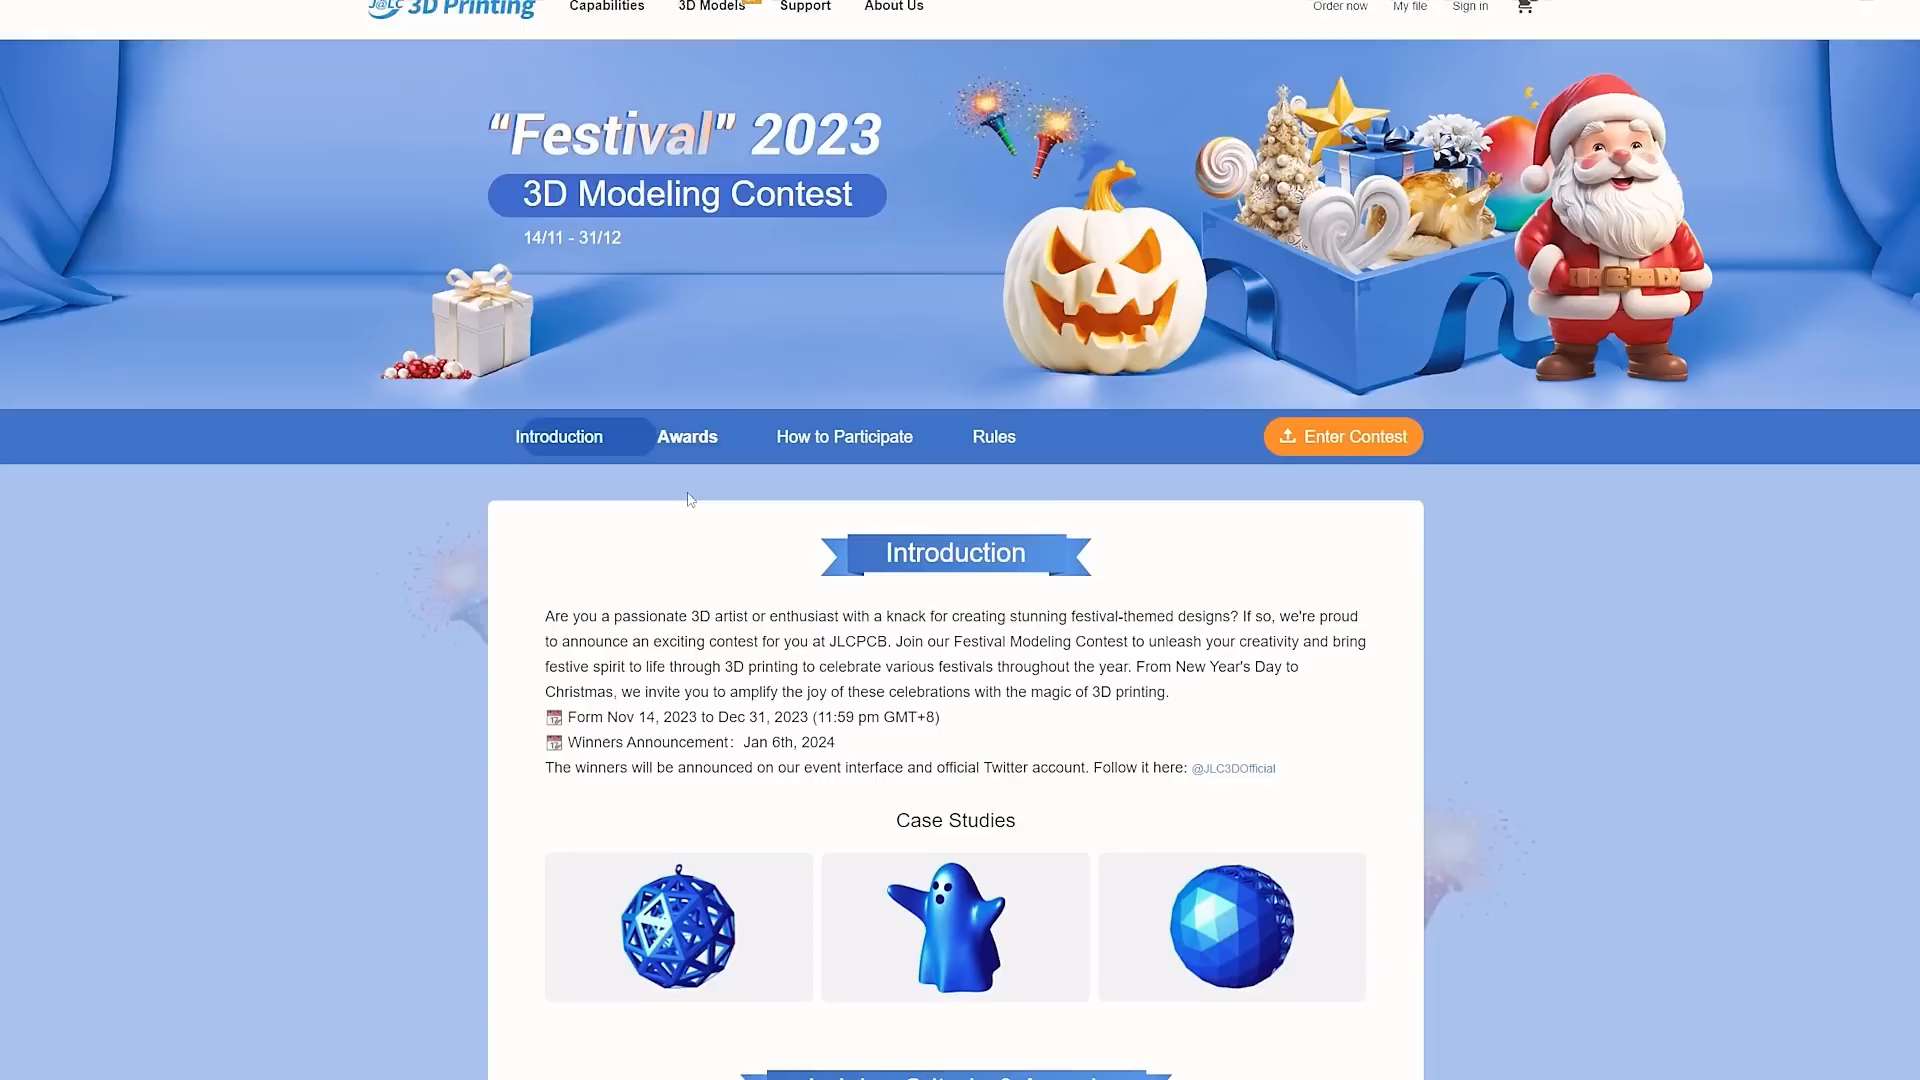 J@LC 3D Printing Capabilities 3D Models Support About Us Order now My file Sign in
“Festival” 2023
3D Modeling Contest
14/11 - 31/12
Introduction Awards How to Participate Rules Enter Contest
Introduction
Are you a passionate 3D artist or enthusiast with a knack for creating stunning festival-themed designs? If so, we're proud
to announce an exciting contest for you at JLCPCB. Join our Festival Modeling Contest to unleash your creativity and bring
festive spirit to life through 3D printing to celebrate various festivals throughout the year. From New Year's Day to
Christmas, we invite you to amplify the joy of these celebrations with the magic of 3D printing.
Form Nov 14, 2023 to Dec 31, 2023 (11:59 pm GMT+8)
Winners Announcement： Jan 6th, 2024
The winners will be announced on our event interface and official Twitter account. Follow it here: @JLC3DOfficial
Case Studies